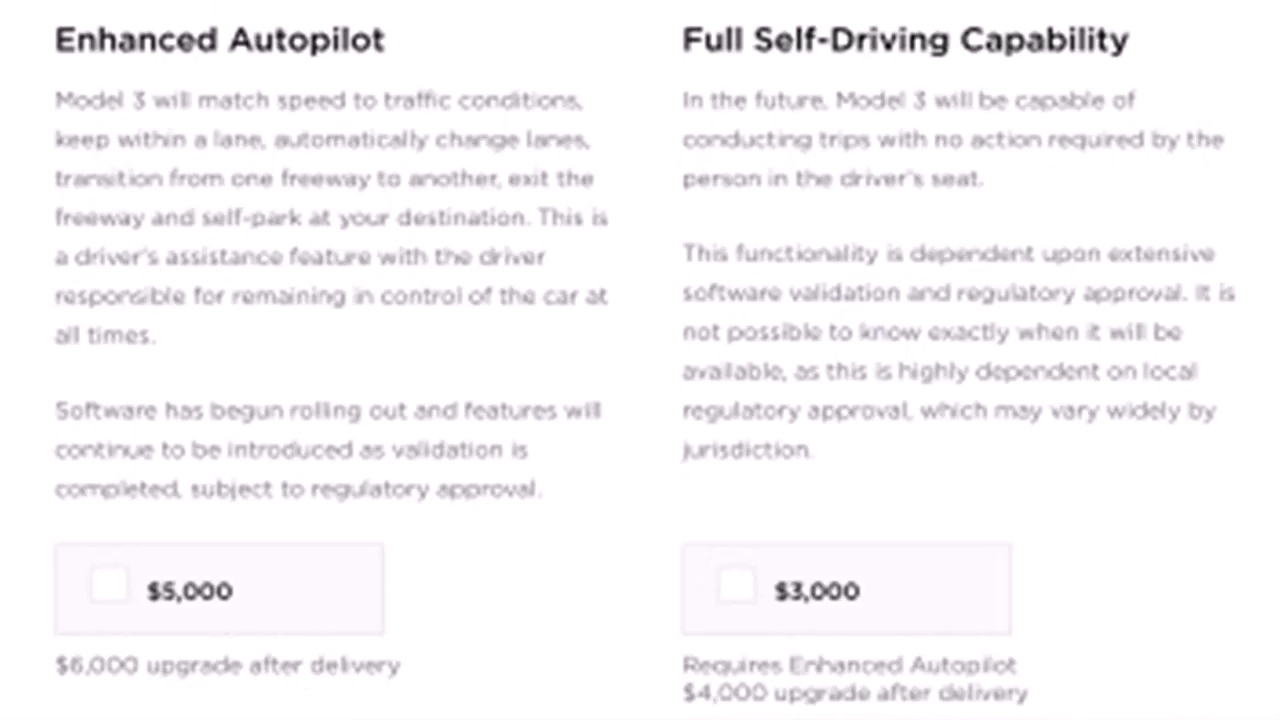 Enhanced Autopilot
Model 3 will match speed to traffic conditions,
keep within a lane, automatically change lanes,
transition from one freeway to another, exit the
freeway and self-park at your destination. This is
a driver's assistance feature with the driver
responsible for remaining in control of the car at
all times.
Software has begun rolling out and features will
continue to be introduced as validation is
completed, subject to regulatory approval.
$5,000
$6,000 upgrade after delivery
Full Self-Driving Capability
In the future, Model 3 will be capable of
conducting trips with no action required by the
person in the driver's seat.
This functionality is dependent upon extensive
software validation and regulatory approval. It is
not possible to know exactly when it will be
available, as this is highly dependent on local
regulatory approval, which may vary widely by
jurisdiction.
$3,000
Requires Enhanced Autopilot
$4,000 upgrade after delivery